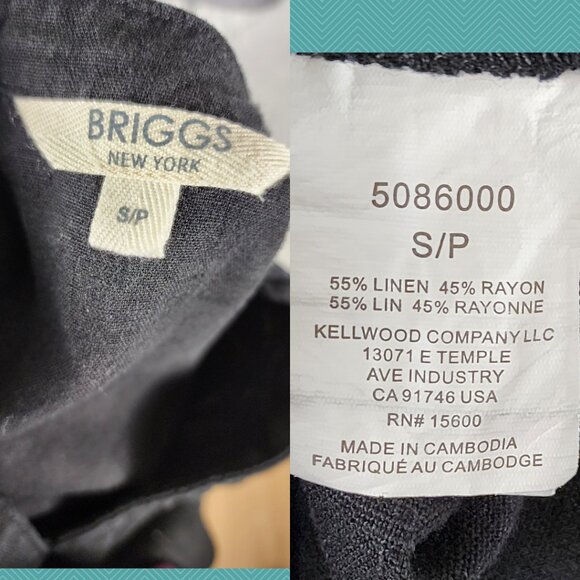 BRIGGS
NEW YORK
S/P
5086000
S/P
55% LINEN 45% RAYON
55% LIN 45% RAYONNE
KELLWOOD COMPANY LLC
13071 E TEMPLE
AVE INDUSTRY
CA 91746 USA
RN# 15600
MADE IN CAMBODIA
FABRIQUÉ AU CAMBODGE